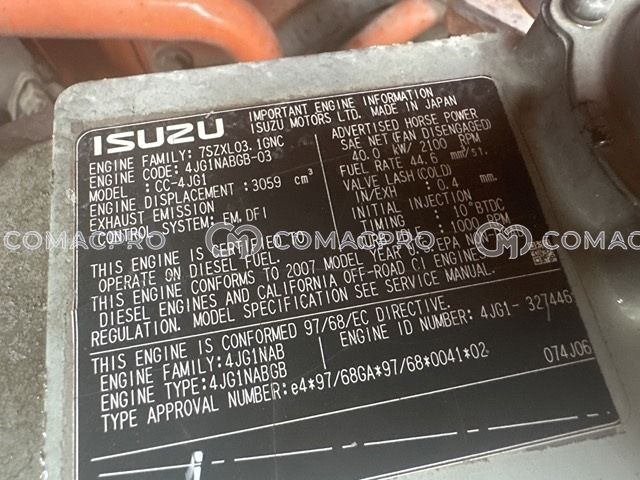 IMPORTANT ENGINE INFORMATION
ISUZU
ISUZU MOTORS LTD. MADE IN JAPAN
ENGINE FAMILY: 7SZXL03.1GNC
ENGINE CODE: 4JG1NABGB-03
MODEL : CC-4JG1
ENGINE DISPLACEMENT :3059 cm³
EXHAUST EMISSION
CONTROL SYSTEM: EM,DFI
ADVERTISED HORSE POWER
SAE NET(FAN DISENGAGED)
40.0 kW/ 2100 RPM
FUEL RATE 44.6 mm³/st.
VALVE LASH(COLD)
IN/EXH : 0.4 mm
INITIAL INJECTION
TIMING : 10°BTDC
1000 RPM
THIS ENGINE IS CERTIFIED TO
OPERATE ON DIESEL FUEL.
THIS ENGINE CONFORMS TO 2007 MODEL YEAR U.S.EPA
DIESEL ENGINES AND CALIFORNIA OFF-ROAD CI ENGINES
REGULATION. MODEL SPECIFICATION SEE SERVICE MANUAL.
THIS ENGINE IS CONFORMED 97/68/EC DIRECTIVE.
ENGINE FAMILY:4JG1NAB
ENGINE ID NUMBER: 4JG1- 327446
ENGINE TYPE:4JG1NABGB
TYPE APPROVAL NUMBER:e4*97/68GA*97/68*0041*02
074J06
COMACPRO
COMACPRO
COMACPRO